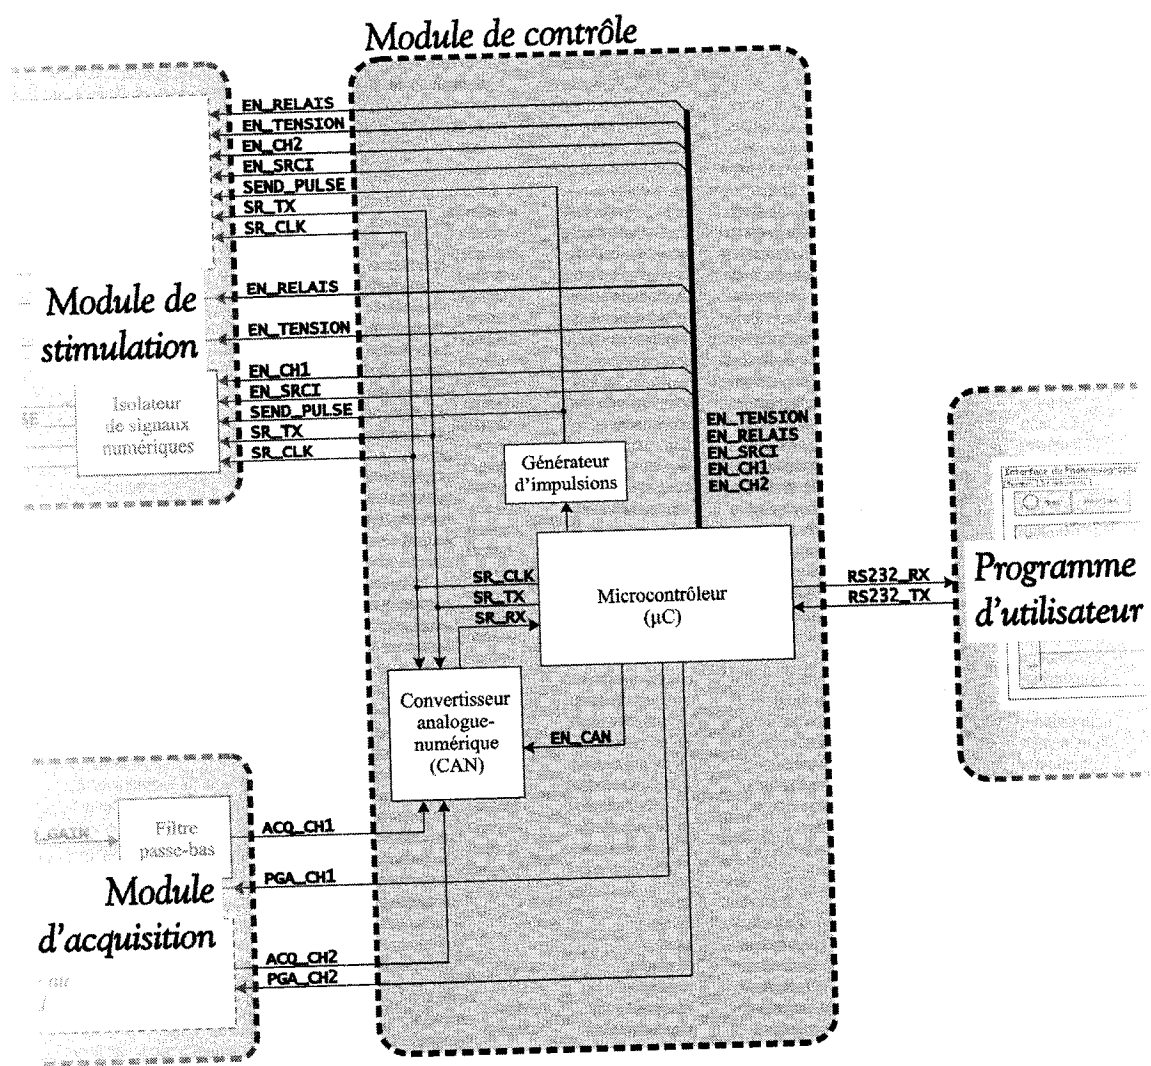 Module de contrôle
EN_RELAIS
EN_TENSION
EN_CH2
EN_SRCI
SEND_PULSE
SR_TX
SR_CLK
EN_RELAIS
Module de
stimulation
EN_TENSION
EN_CH1
EN_SRCI
SEND_PULSE
SR_TX
SR_CLK
Isolateur
de signaux
numériques
SE
EN_TENSION
EN_RELAIS
EN_SRCI
EN_CH1
EN_CH2
Générateur
d'impulsions
SR_CLK
SR_TX
SR_RX
Microcontrôleur
(µC)
RS232_RX
RS232_TX
Programme
d'utilisateur
Convertisseur
analogue-
numérique
(CAN)
EN_CAN
_GAIN
Filtre
passe-bas
ACQ_CH1
PGA_CH1
Module
d'acquisition
ACQ_CH2
PGA_CH2